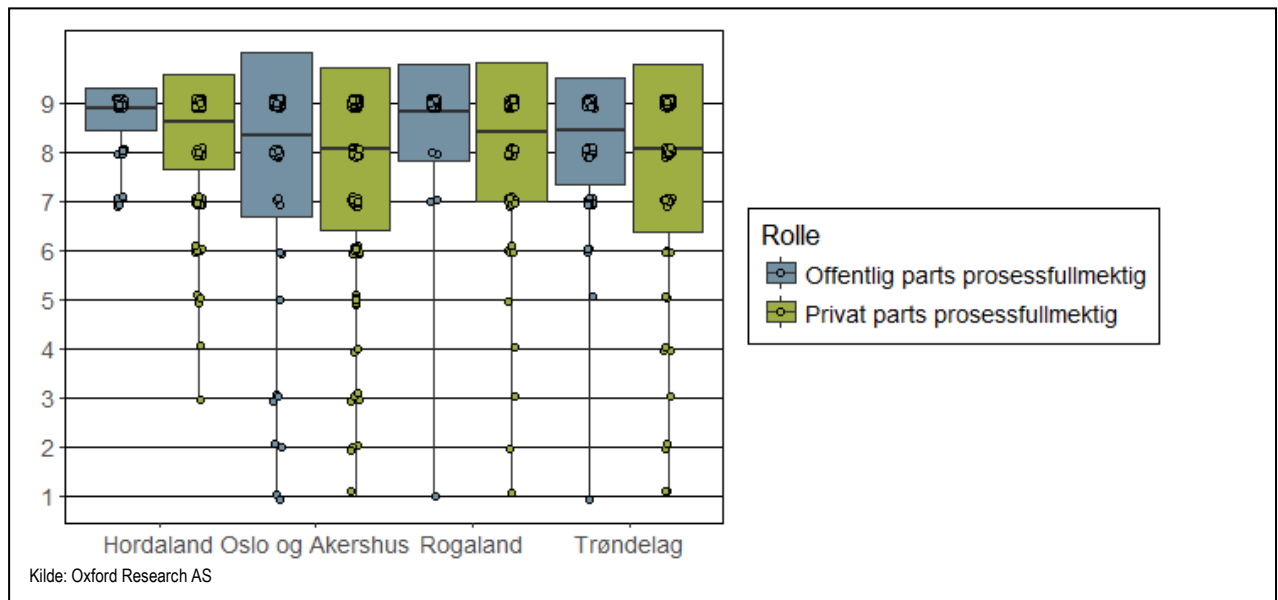 9
8
7
6
5
4
3
2
1
Hordaland Oslo og Akershus Rogaland Trøndelag
Rolle
Offentlig parts prosessfullmektig
Privat parts prosessfullmektig
Kilde: Oxford Research AS